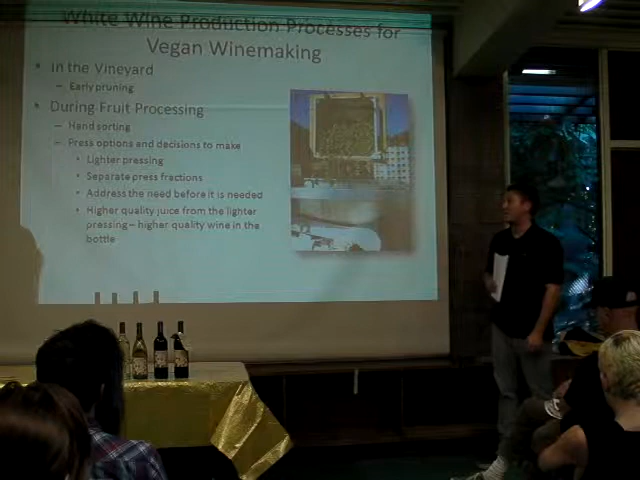 White Wine Production Processes for
Vegan Winemaking
• In the Vineyard
– Early pruning
• During Fruit Processing
– Hand sorting
– Press options and decisions to make
• Lighter pressing
• Separate press fractions
• Address the need before it is needed
• Higher quality juice from the lighter
pressing – higher quality wine in the
bottle